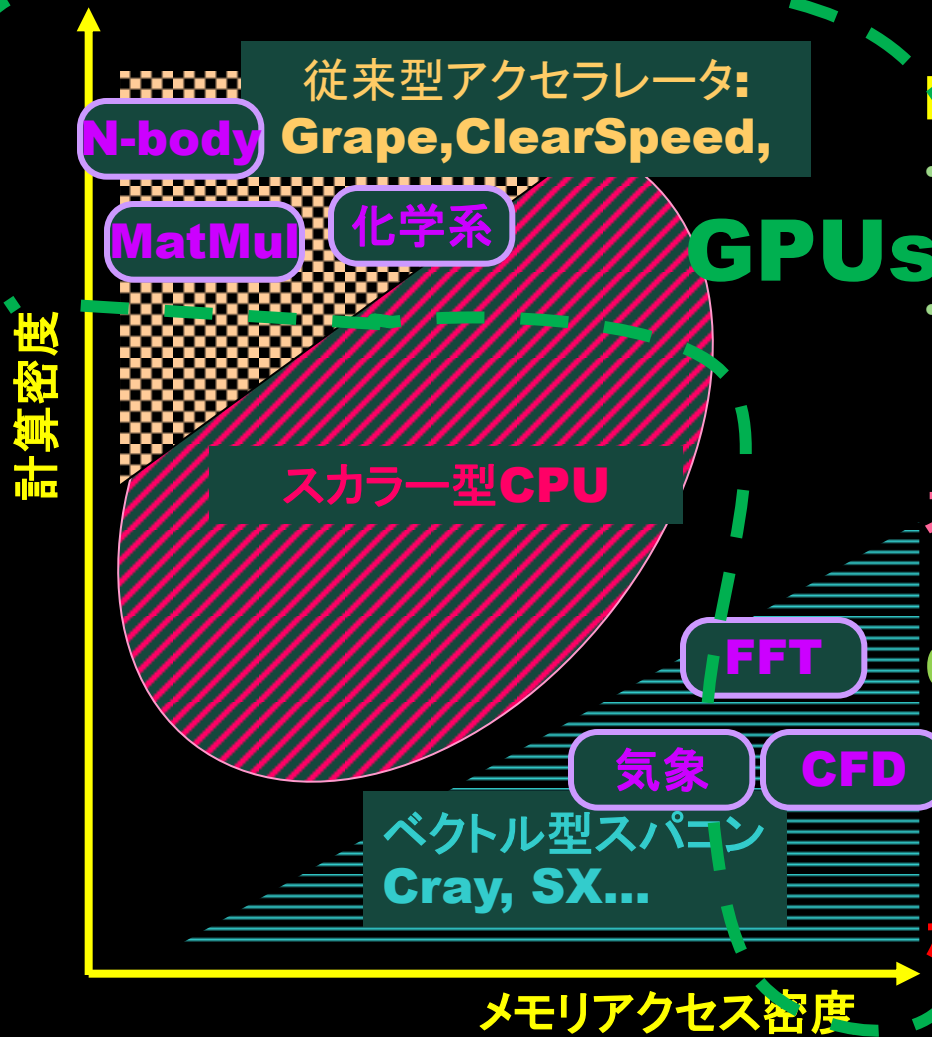 従来型アクセラレータ:
Grape,ClearSpeed,
N-body
MatMul
化学系
GPUs
計算密度
スカラー型CPU
FFT
気象
CFD
ベクトル型スパコン
Cray, SX...
メモリアクセス密度